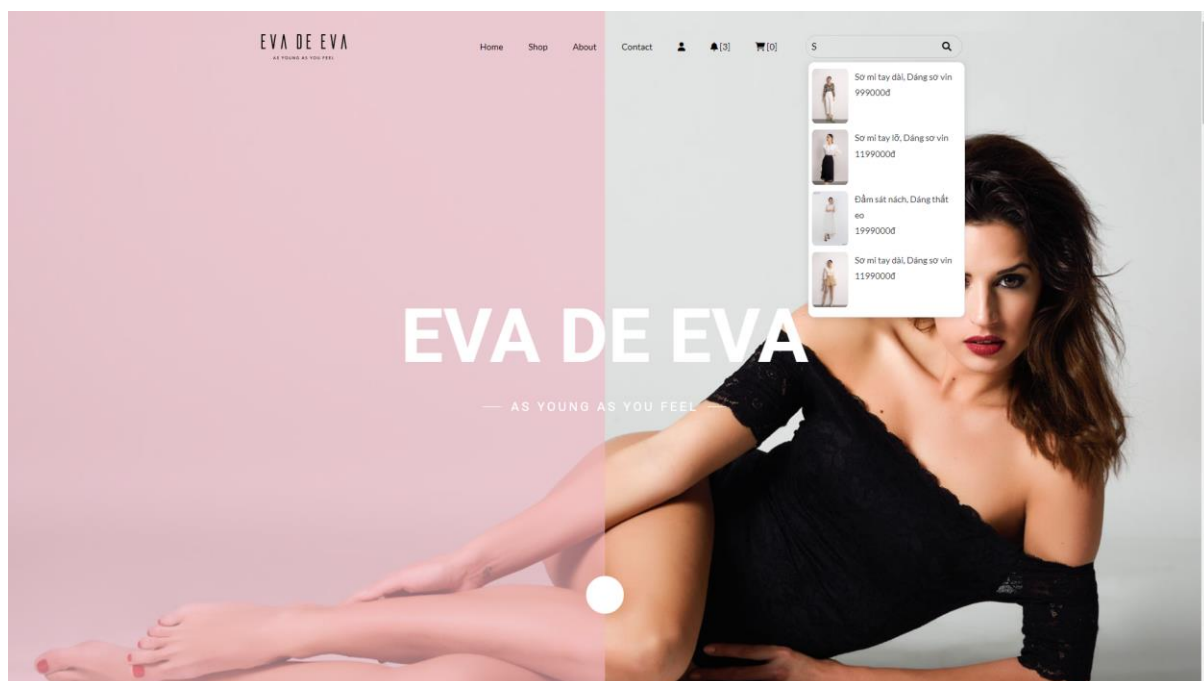 EVA DE EVA
AS YOUNG AS YOU FEEL
Home Shop About Contact [3] [0] S
Sơ mi tay dài, Dáng sơ vin
999000đ
Sơ mi tay lỡ, Dáng sơ vin
1199000đ
Đầm sát nách, Dáng thắt
eo
1999000đ
Sơ mi tay dài, Dáng sơ vin
1199000đ
EVA DE EVA
AS YOUNG AS YOU FEEL